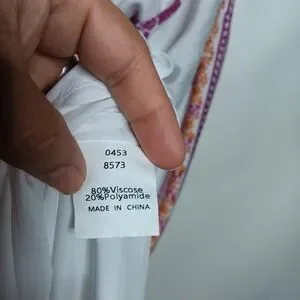 0453
8573
80%Viscose
20%Polyamide
MADE IN CHINA